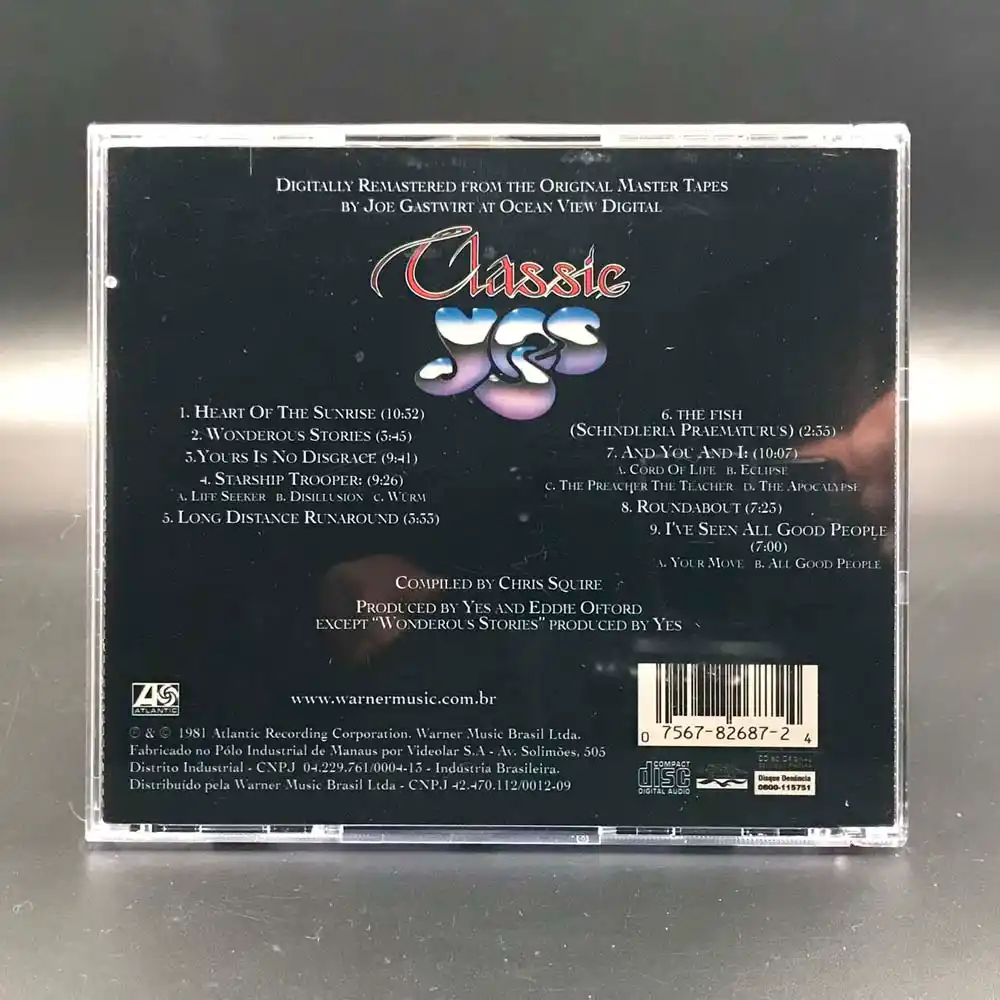 Digitally Remastered from the Original Master Tapes
by Joe Gastwirt at Ocean View Digital
Classic
YES
1. Heart Of The Sunrise (10:32)
2. Wonderous Stories (3:45)
3.Yours Is No Disgrace (9:41)
4. Starship Trooper: (9:26)
a. Life Seeker b. Disillusion c. Wurm
5. Long Distance Runaround (3:33)
6. the Fish
(Schindleria Praematurus) (2:35)
7. And You And I: (10:07)
a. Cord Of Life b. Eclipse
c. The Preacher The Teacher d. The Apocalypse
8. Roundabout (7:25)
9. I've Seen All Good People
(7:00)
a. Your Move b. All Good People
Compiled by Chris Squire
Produced by Yes and Eddie Offord
except "Wonderous Stories" produced by Yes
ATLANTIC
www.warnermusic.com.br
℗ & © 1981 Atlantic Recording Corporation. Warner Music Brasil Ltda.
Fabricado no Pólo Industrial de Manaus por Videolar S.A - Av. Solimões, 505
Distrito Industrial - CNPJ 04.229.761/0004-13 - Indústria Brasileira.
Distribuído pela Warner Music Brasil Ltda - CNPJ 42.470.112/0012-09
0 7567-82687-2 4
COMPACT
disc
DIGITAL AUDIO
Disque Denúncia
0800-115751